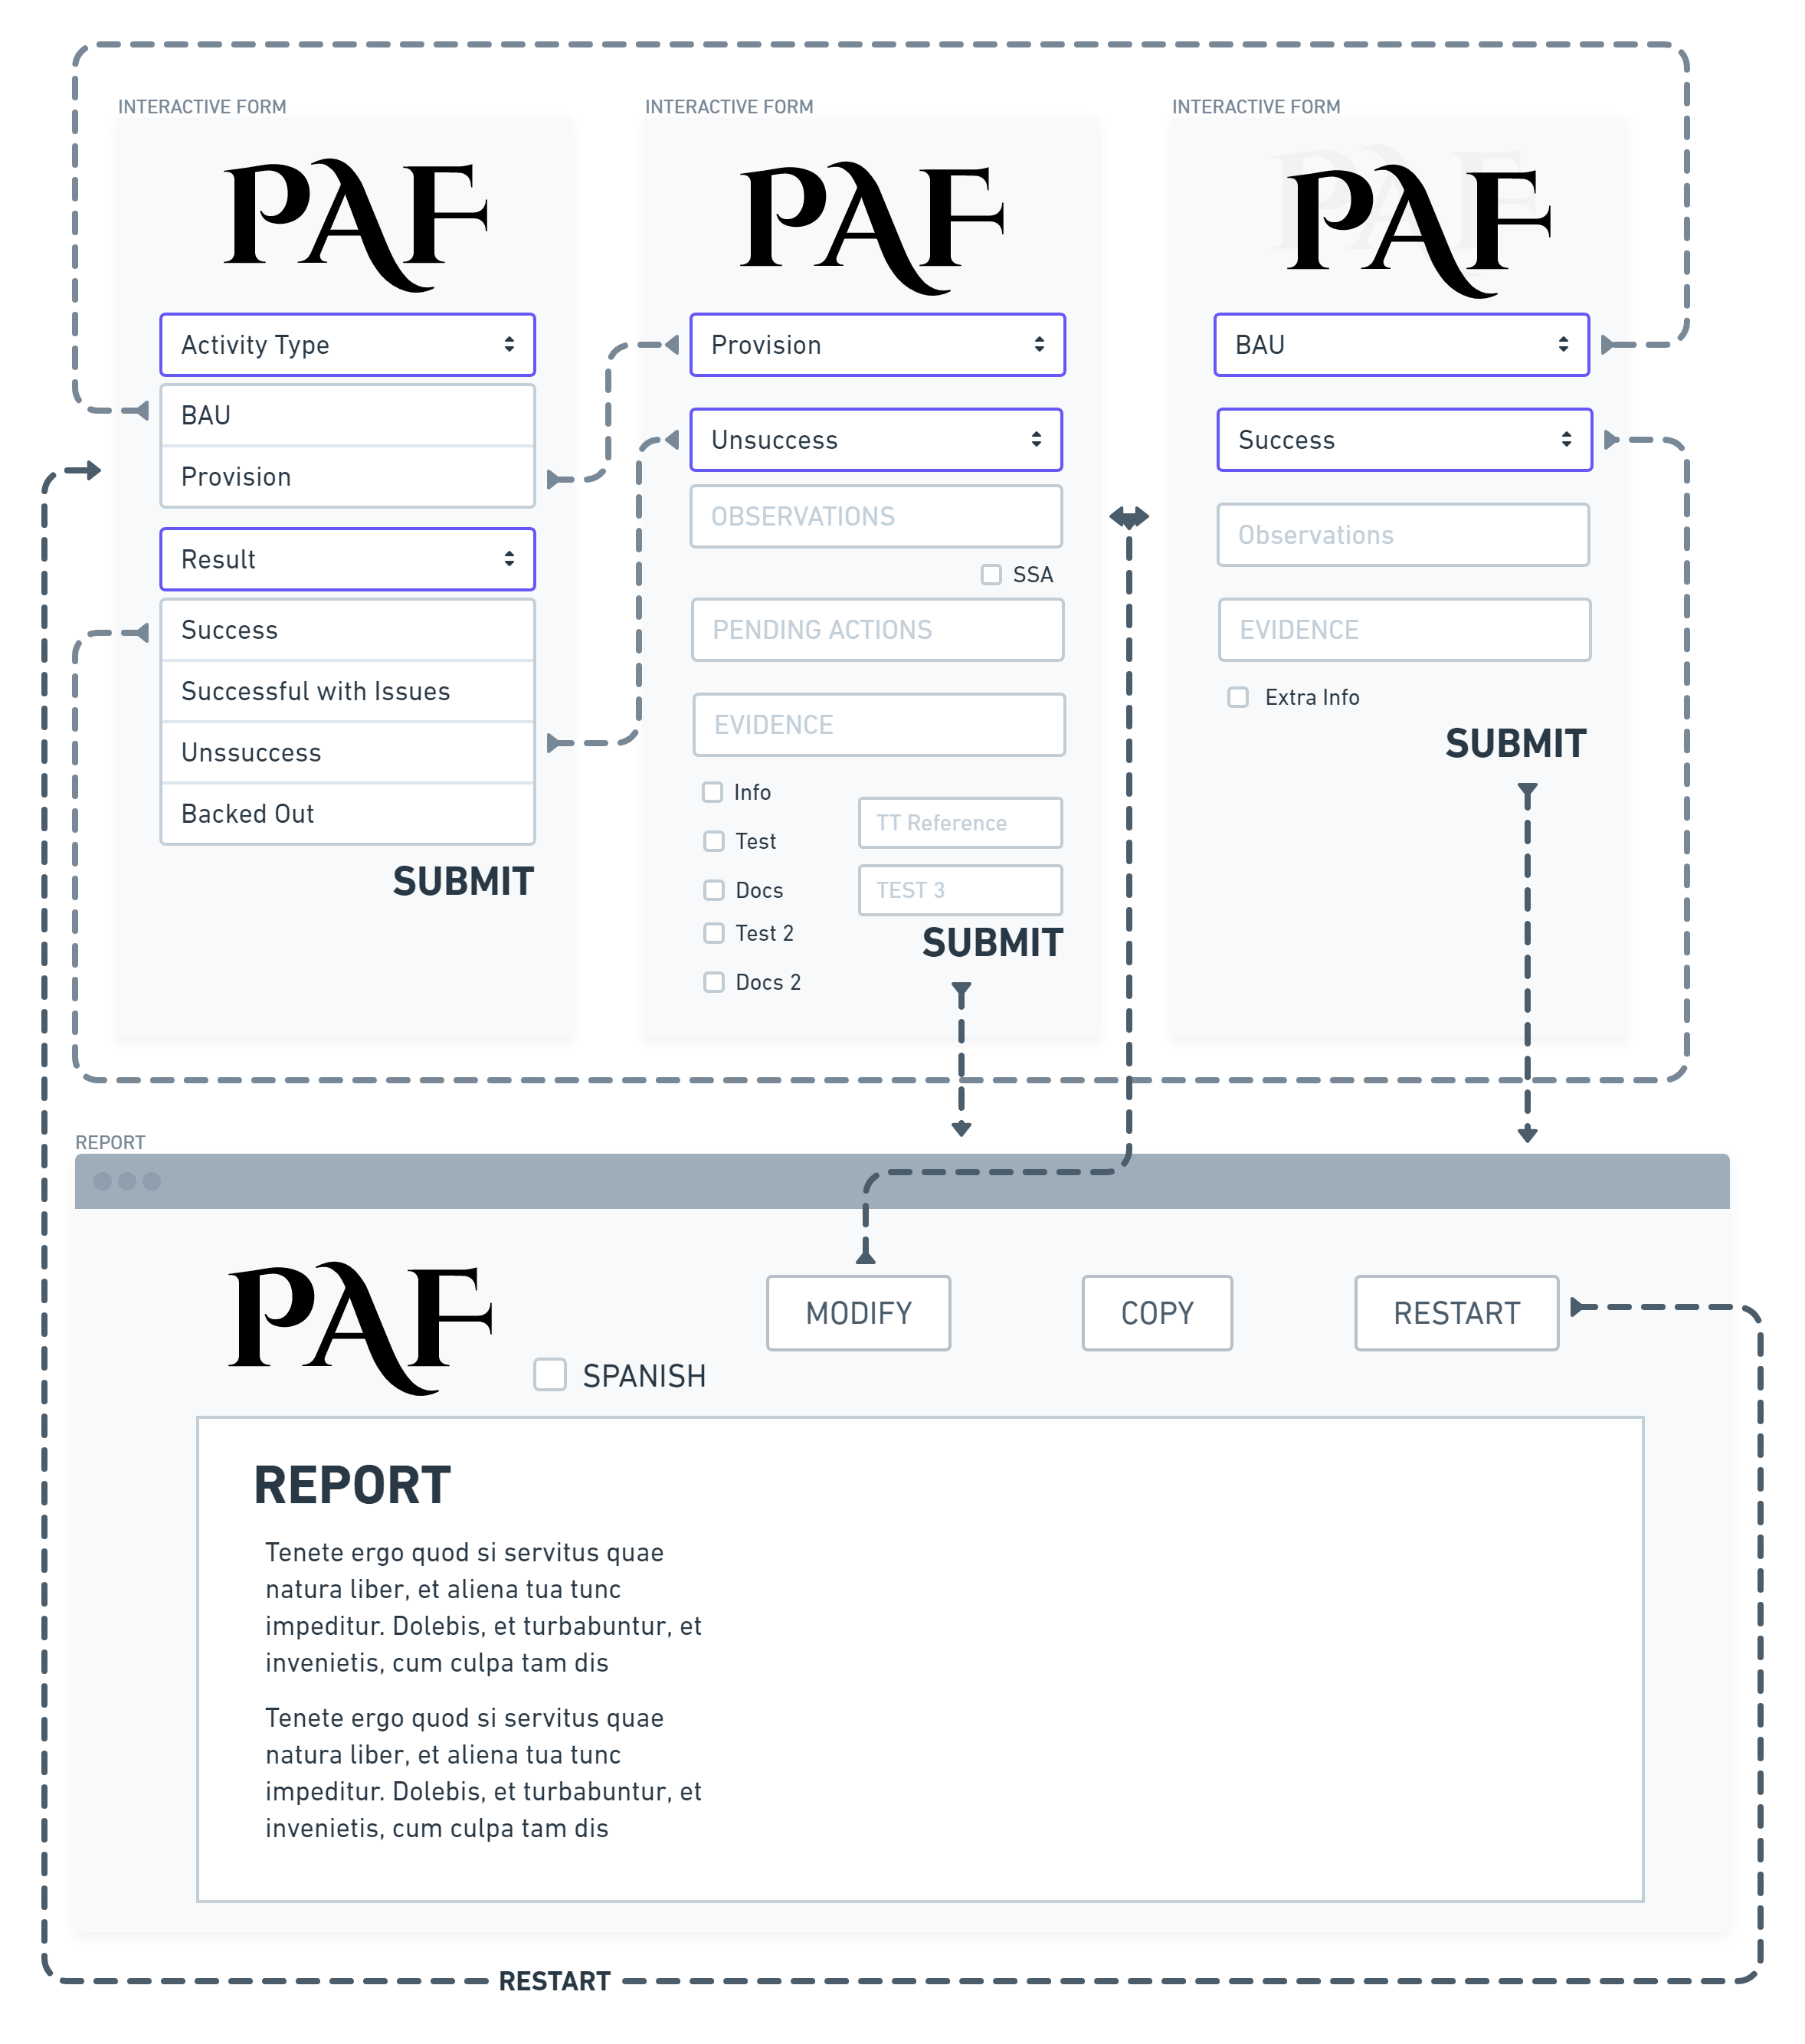 INTERACTIVE FORM
PAF
Activity Type
BAU
Provision
Result
Success
Successful with Issues
Unssuccess
Backed Out
SUBMIT
INTERACTIVE FORM
PAF
Provision
Unsuccess
OBSERVATIONS
SSA
PENDING ACTIONS
EVIDENCE
Info
Test
Docs
Test 2
Docs 2
TT Reference
TEST 3
SUBMIT
INTERACTIVE FORM
PAF
PAF
BAU
Success
Observations
EVIDENCE
Extra Info
SUBMIT
REPORT
PAF
SPANISH
MODIFY
COPY
RESTART
REPORT
Tenete ergo quod si servitus quae
natura liber, et aliena tua tunc
impeditur. Dolebis, et turbabuntur, et
invenietis, cum culpa tam dis
Tenete ergo quod si servitus quae
natura liber, et aliena tua tunc
impeditur. Dolebis, et turbabuntur, et
invenietis, cum culpa tam dis
RESTART